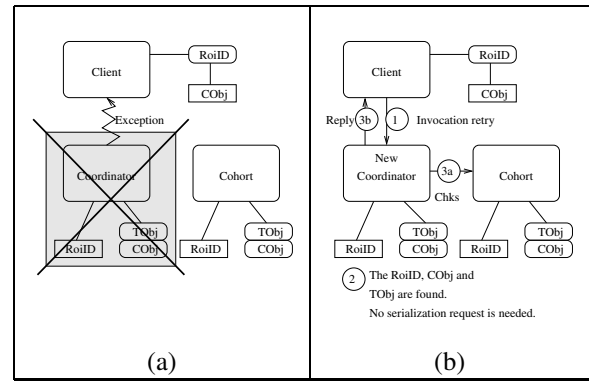 Client
RoiID
CObj
Exception
Coordinator
Cohort
TObj
CObj
RoiID
RoiID
TObj
CObj
(a)
Client
RoiID
CObj
Reply
3b
1
Invocation retry
New
Coordinator
3a
Cohort
Chks
TObj
CObj
RoiID
RoiID
TObj
CObj
2
The RoiID, CObj and
TObj are found.
No serialization request is needed.
(b)